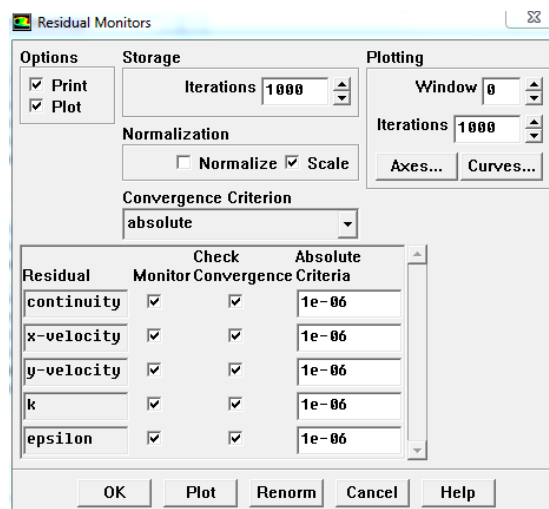 Residual Monitors
Options
Print
Plot
Storage
Iterations 1000
Normalization
Normalize Scale
Convergence Criterion
absolute
Plotting
Window 0
Iterations 1000
Axes... Curves...
Residual Monitor Check Convergence Absolute Criteria
continuity 1e-06
x-velocity 1e-06
y-velocity 1e-06
k 1e-06
epsilon 1e-06
OK Plot Renorm Cancel Help